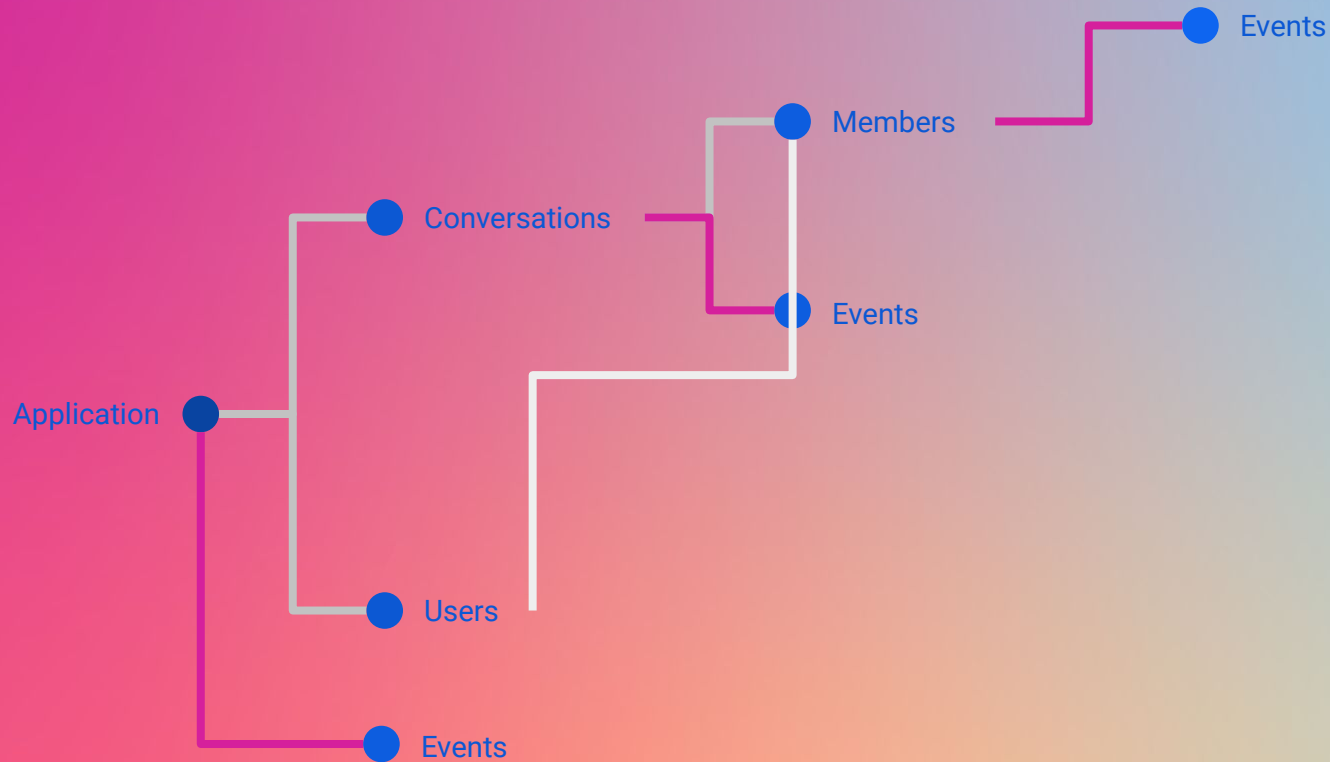 Events
Members
Conversations
Events
Application
Users
Events